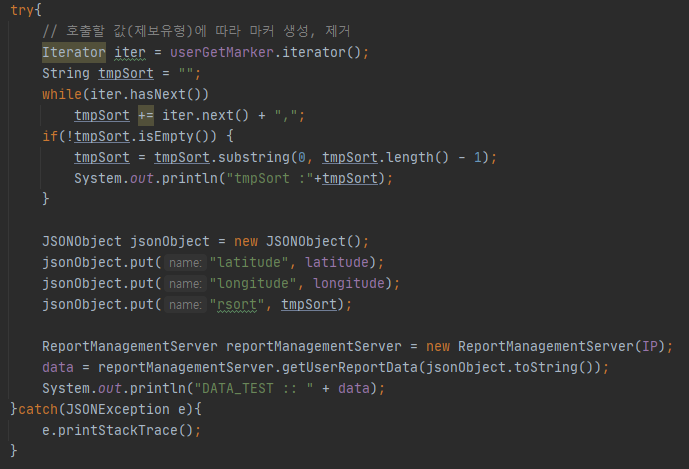 try{
// 호출할 값(제보유형)에 따라 마커 생성, 제거
Iterator iter = userGetMarker.iterator();
String tmpSort = "";
while(iter.hasNext())
tmpSort += iter.next() + ",";
if(!tmpSort.isEmpty()) {
tmpSort = tmpSort.substring(0, tmpSort.length() - 1);
System.out.println("tmpSort :"+tmpSort);
}
JSONObject jsonObject = new JSONObject();
jsonObject.put( name: "latitude", latitude);
jsonObject.put( name: "longitude", longitude);
jsonObject.put( name: "rsort", tmpSort);
ReportManagementServer reportManagementServer = new ReportManagementServer(IP);
data = reportManagementServer.getUserReportData(jsonObject.toString());
System.out.println("DATA_TEST :: " + data);
}catch(JSONException e){
e.printStackTrace();
}